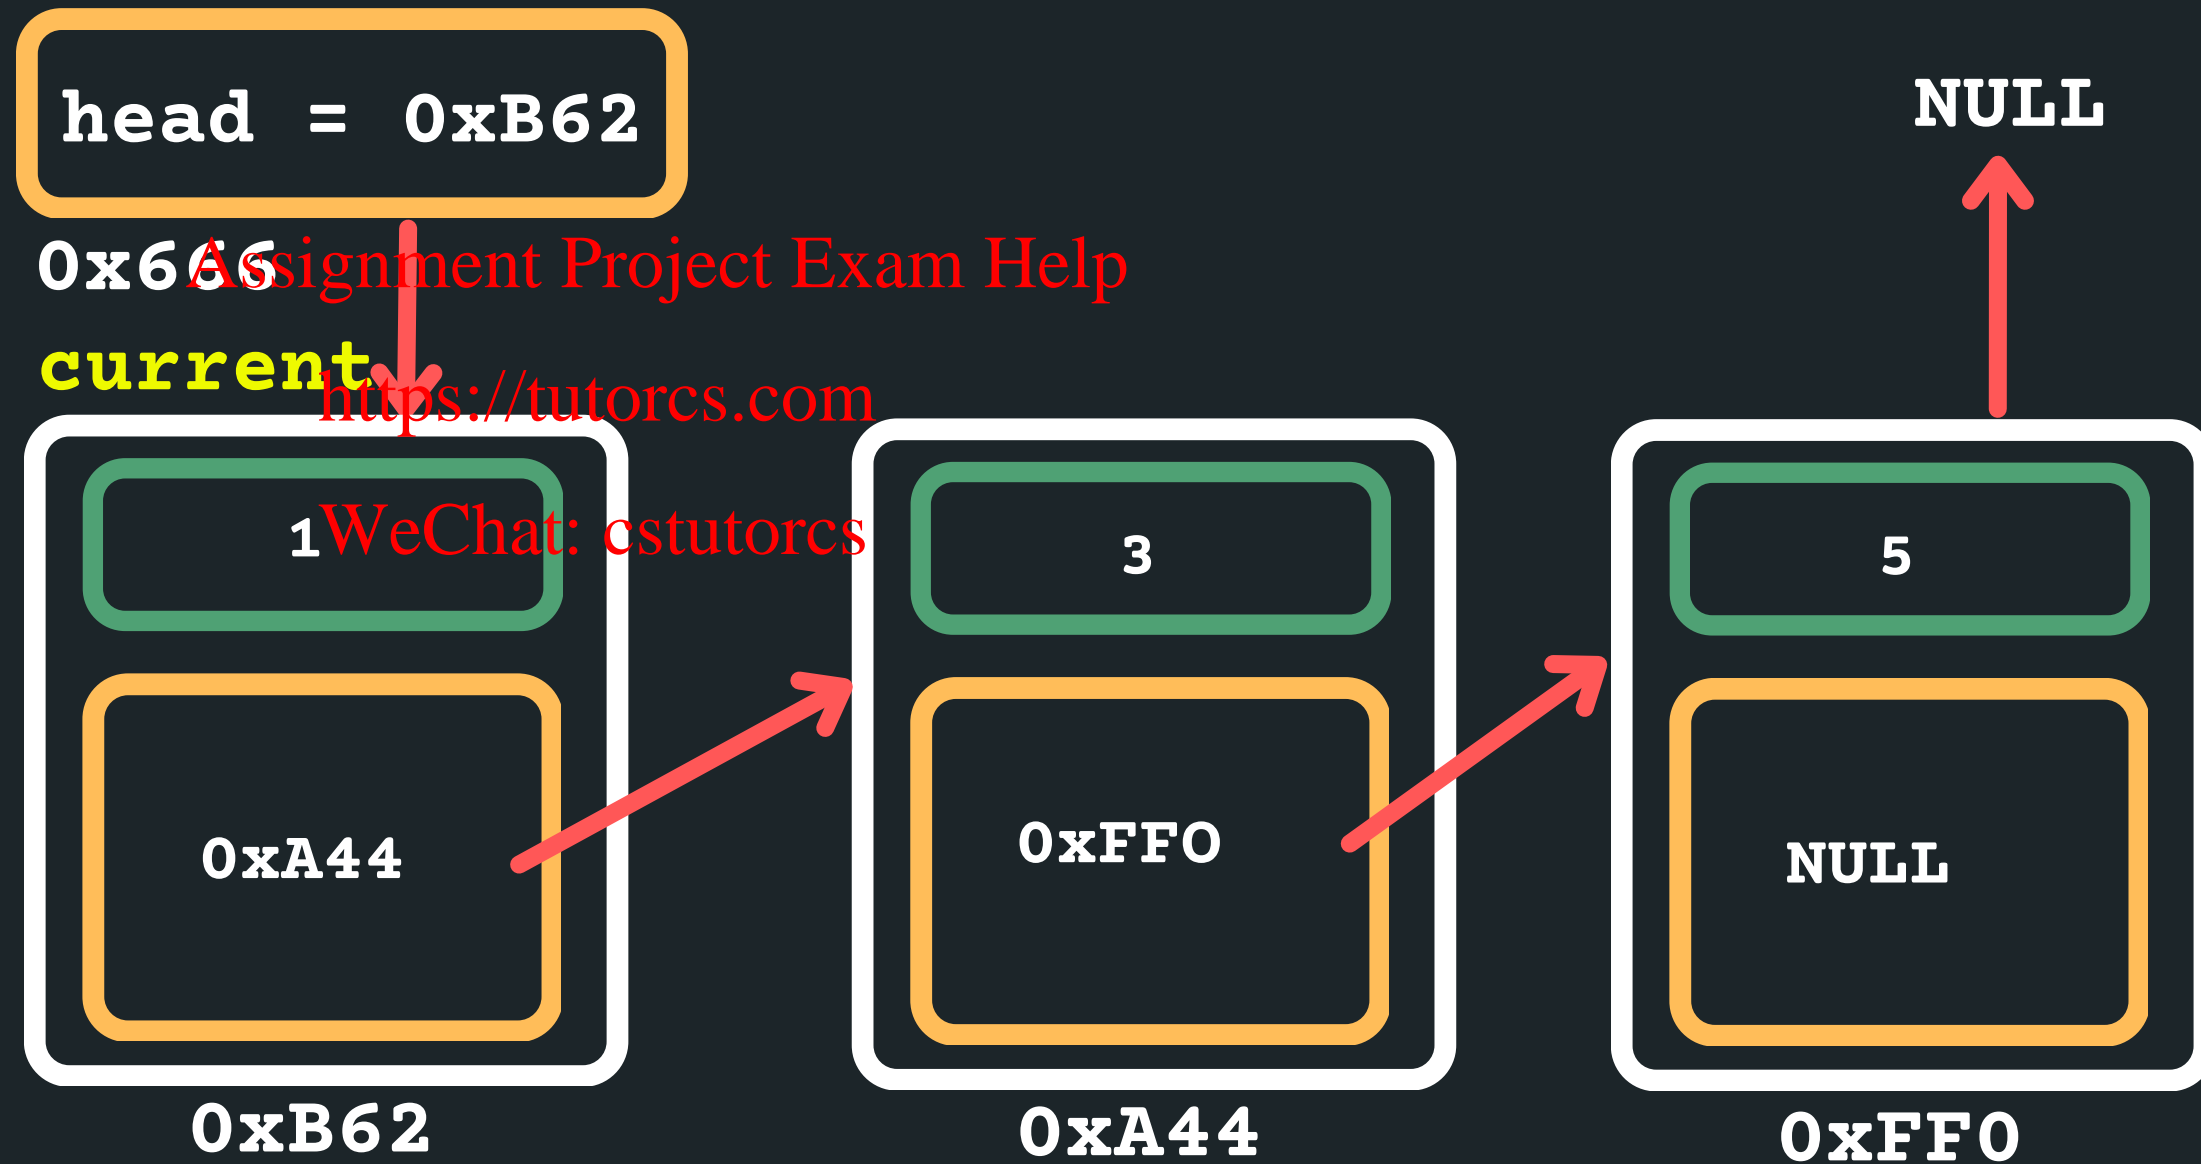 head = 0xB62
NULL
0x666
Assignment Project Exam Help
current
https://tutorcs.com
1
WeChat: cstutorcs
3
5
0xA44
0xFFO
NULL
0xB62
0xA44
0xFF0